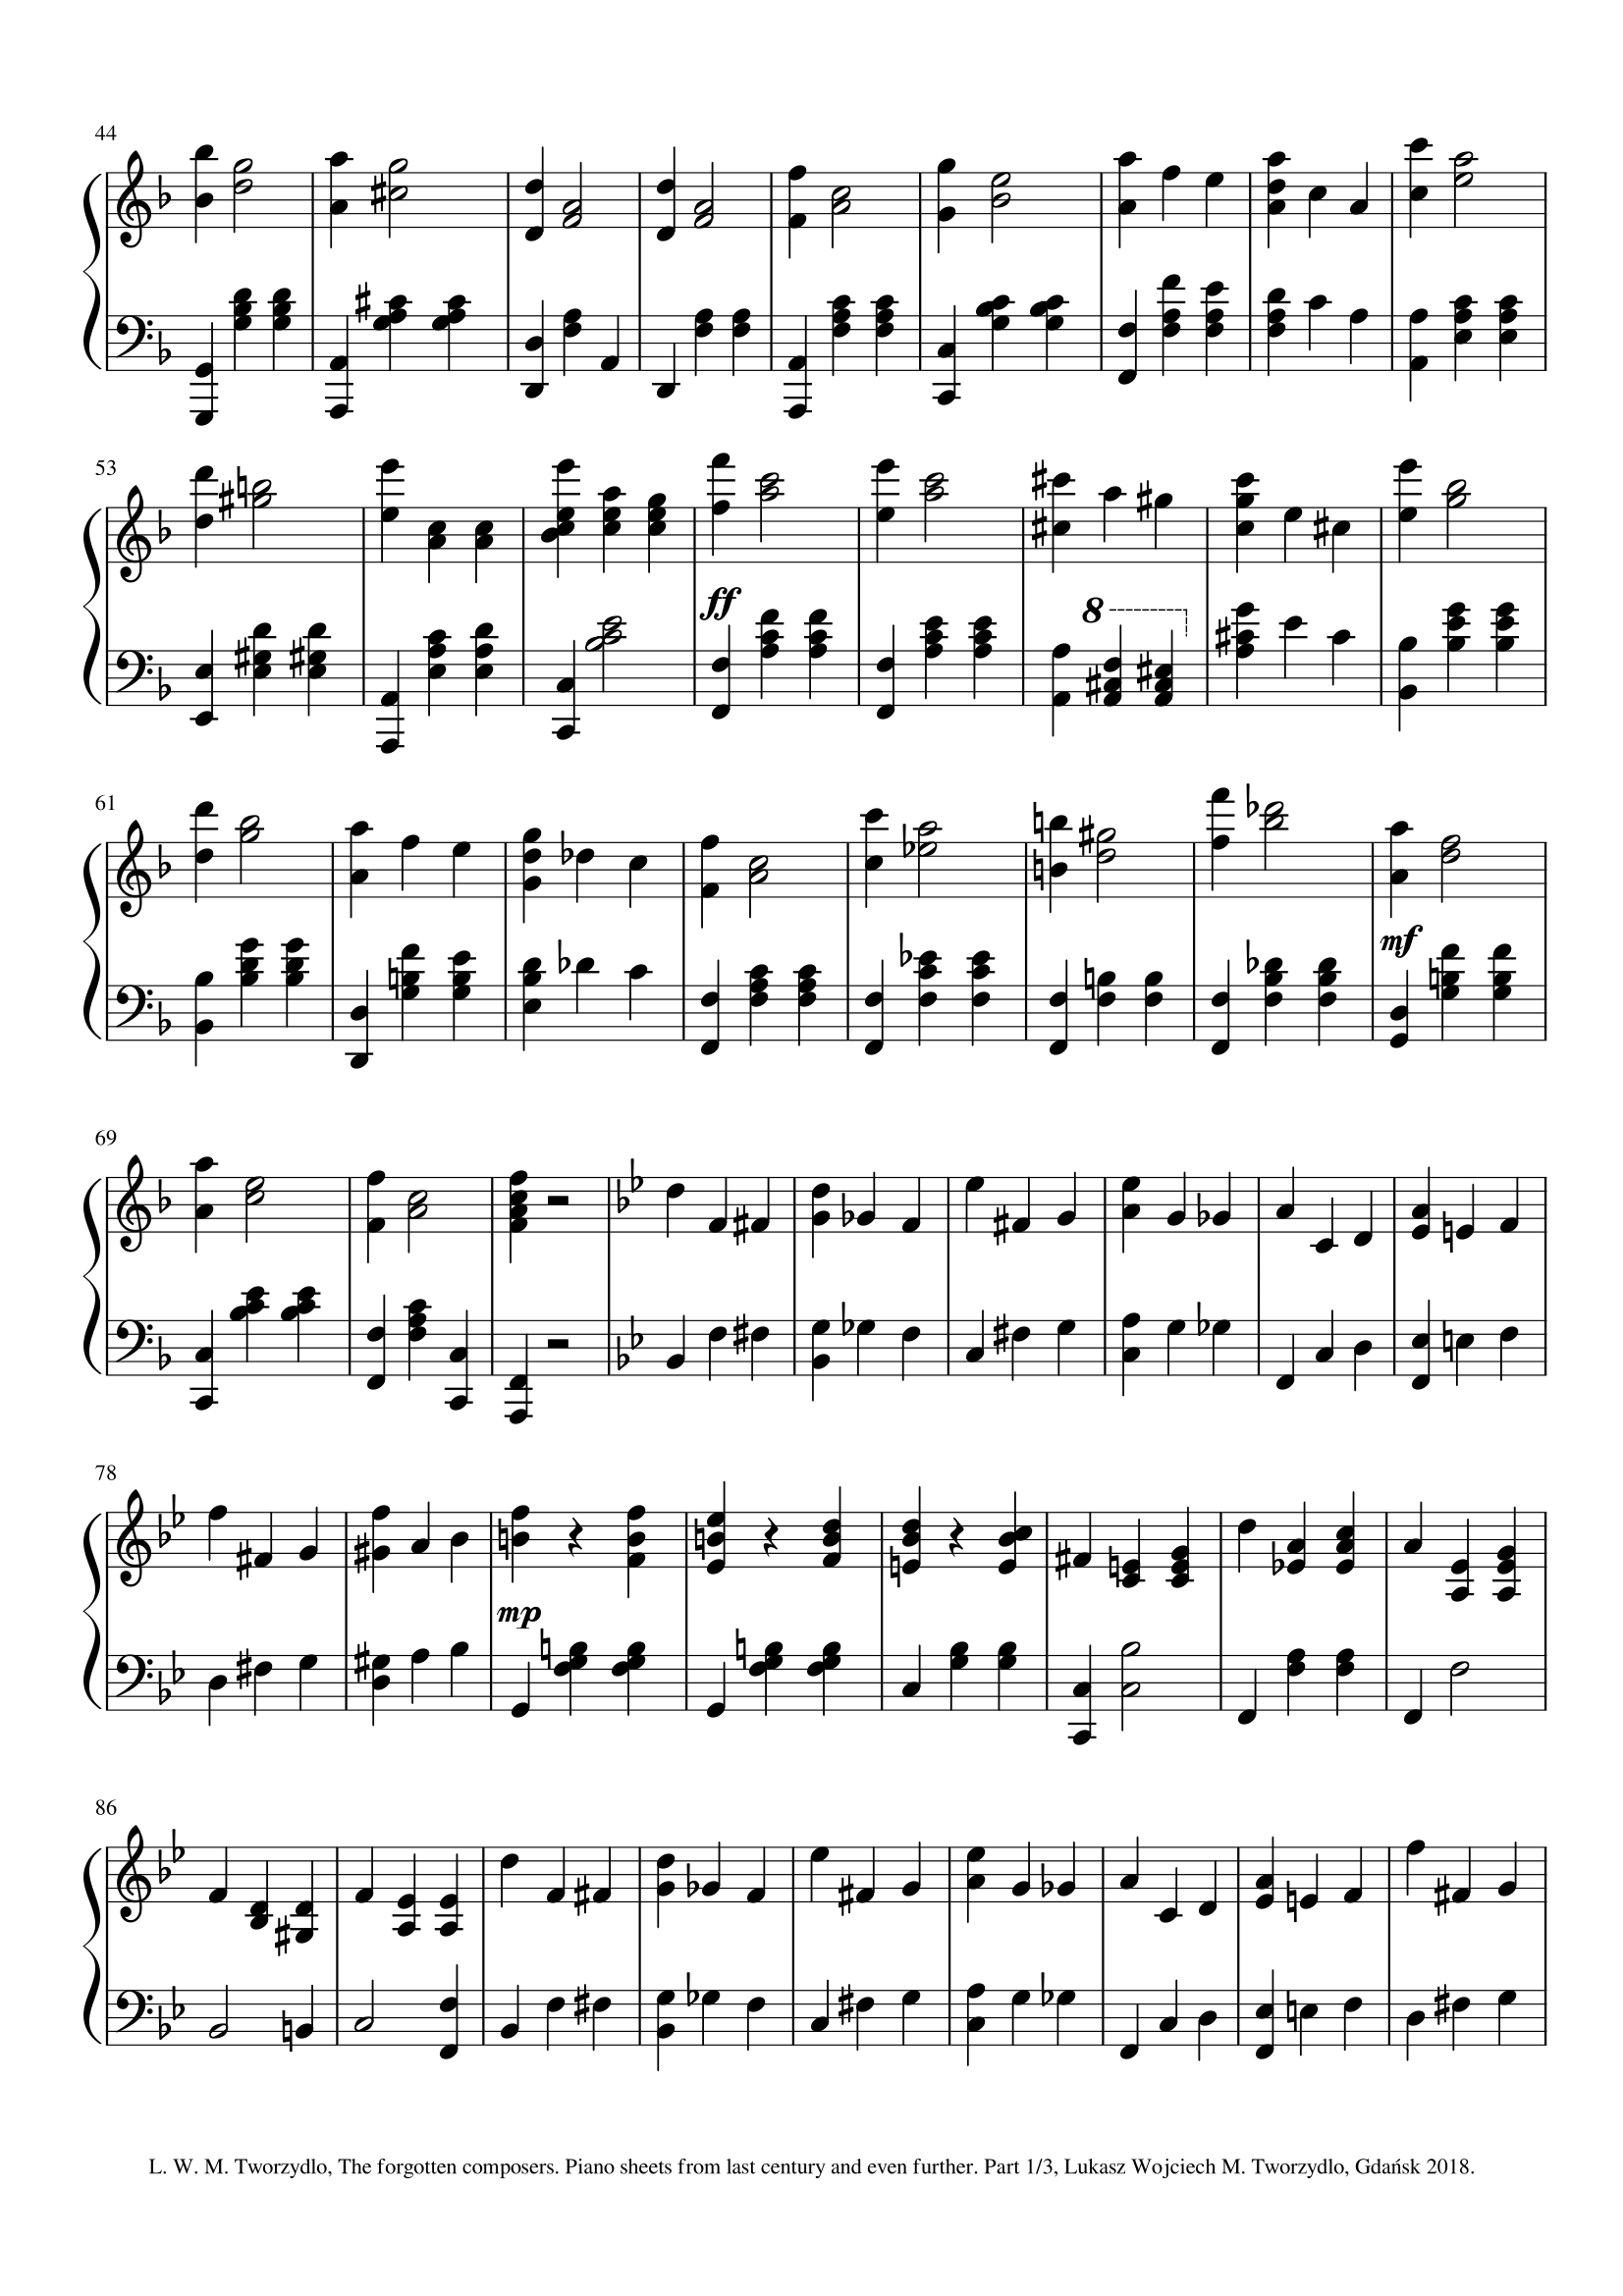 44
53
ff
8
61
mf
69
78
mp
86
L. W. M. Tworzydlo, The forgotten composers. Piano sheets from last century and even further. Part 1/3, Lukasz Wojciech M. Tworzydlo, Gdańsk 2018.